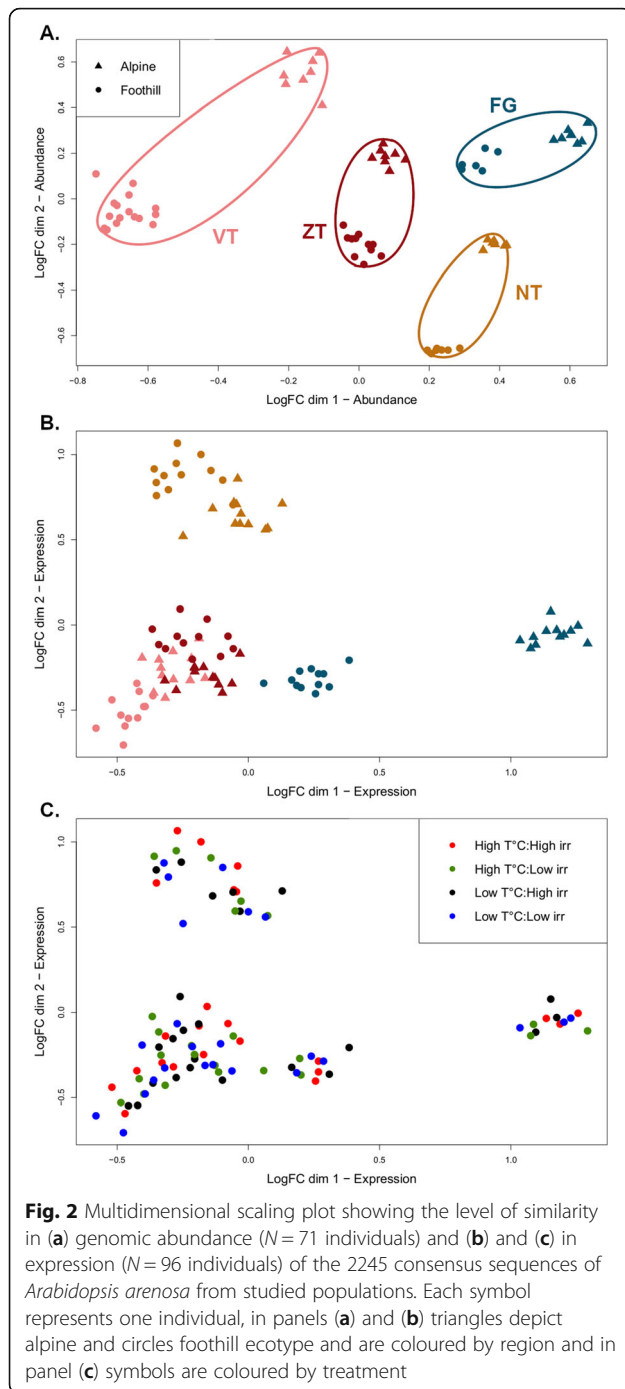 A.
Alpine
Foothill
VT
ZT
FG
NT
0.6
0.4
0.2
0.0
−0.2
−0.4
−0.6
LogFC dim 2 − Abundance
−0.8
−0.6
−0.4
−0.2
0.0
0.2
0.4
0.6
LogFC dim 1 − Abundance
B.
1.0
0.5
0.0
−0.5
LogFC dim 2 − Expression
−0.5
0.0
0.5
1.0
LogFC dim 1 − Expression
C.
High T°C:High irr
High T°C:Low irr
Low T°C:High irr
Low T°C:Low irr
1.0
0.5
0.0
−0.5
LogFC dim 2 − Expression
−0.5
0.0
0.5
1.0
LogFC dim 1 − Expression
Fig. 2 Multidimensional scaling plot showing the level of similarity
in (a) genomic abundance (N = 71 individuals) and (b) and (c) in
expression (N = 96 individuals) of the 2245 consensus sequences of
Arabidopsis arenosa from studied populations. Each symbol
represents one individual, in panels (a) and (b) triangles depict
alpine and circles foothill ecotype and are coloured by region and in
panel (c) symbols are coloured by treatment